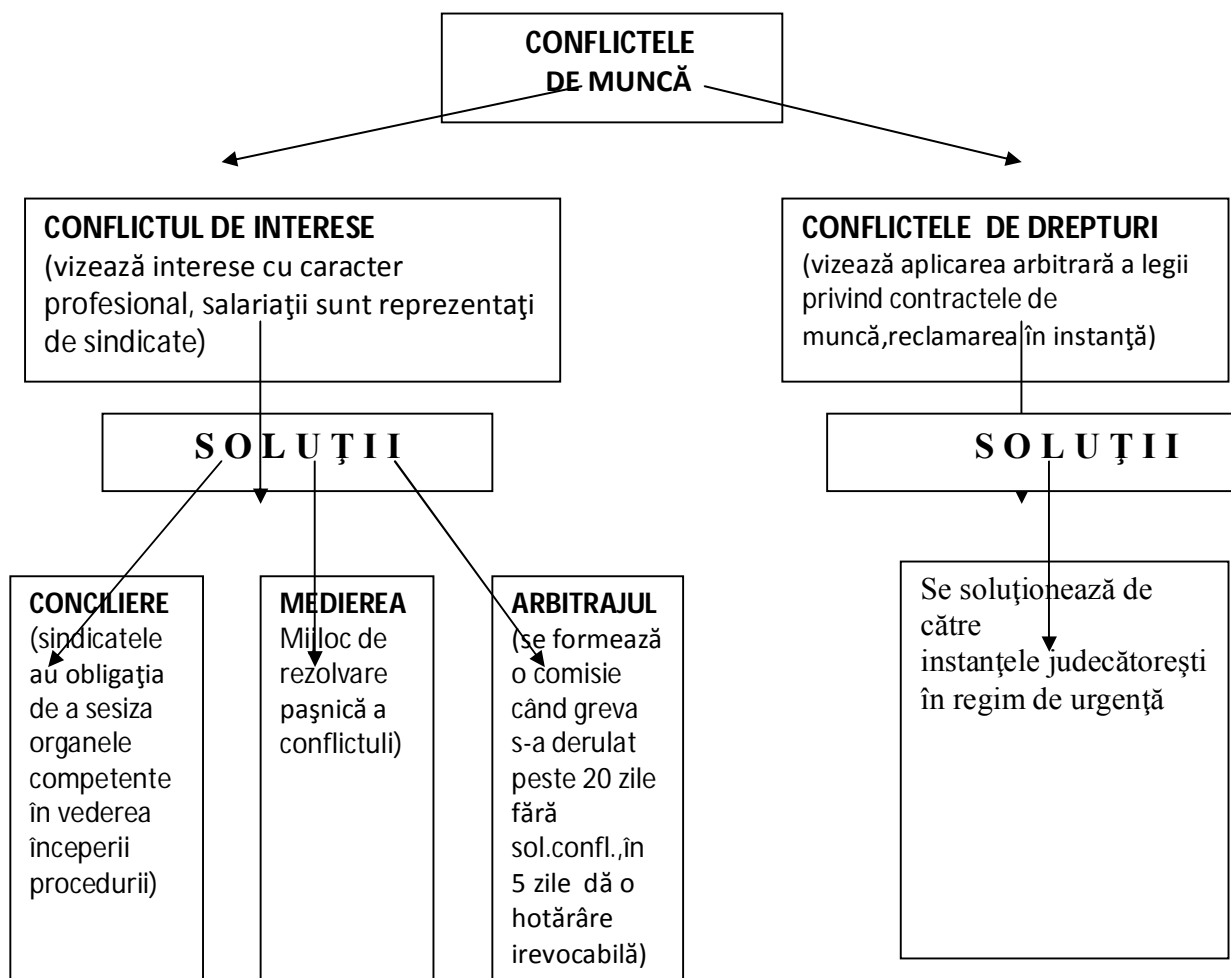 CONFLICTELE
DE MUNCĂ
CONFLICTUL DE INTERESE
(vizează interese cu caracter
profesional, salariaţii sunt reprezentaţi
de sindicate)
CONFLICTELE DE DREPTURI
(vizează aplicarea arbitrară a legii
privind contractele de
muncă,reclamarea în instanţă)
S O L U Ţ I I
S O L U Ţ I I
CONCILIERE
(sindicatele
au obligaţia
de a sesiza
organele
competente
în vederea
începerii
procedurii)
MEDIEREA
Mijloc de
rezolvare
paşnică a
conflictuli)
ARBITRAJUL
(se formează
o comisie
când greva
s-a derulat
peste 20 zile
fără
sol.confl.,în
5 zile dă o
hotărâre
irevocabilă)
Se soluţionează de
către
instanţele judecătoreşti
în regim de urgenţă